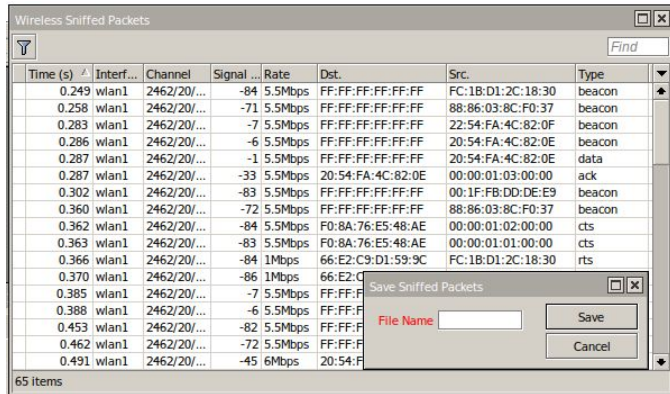 Wireless Sniffed Packets
Find
Time (s) Interf... Channel Signal ... Rate Dst. Src. Type
0.249 wlan1 2462/20/... -84 5.5Mbps FF:FF:FF:FF:FF:FF FC:1B:D1:2C:18:30 beacon
0.258 wlan1 2462/20/... -71 5.5Mbps FF:FF:FF:FF:FF:FF 88:86:03:8C:F0:37 beacon
0.283 wlan1 2462/20/... -7 5.5Mbps FF:FF:FF:FF:FF:FF 22:54:FA:4C:82:0F beacon
0.286 wlan1 2462/20/... -6 5.5Mbps FF:FF:FF:FF:FF:FF 20:54:FA:4C:82:0E beacon
0.287 wlan1 2462/20/... -1 5.5Mbps FF:FF:FF:FF:FF:FF 20:54:FA:4C:82:0E data
0.287 wlan1 2462/20/... -33 5.5Mbps 20:54:FA:4C:82:0E 00:00:01:03:00:00 ack
0.302 wlan1 2462/20/... -83 5.5Mbps FF:FF:FF:FF:FF:FF 00:1F:FB:DD:DE:E9 beacon
0.360 wlan1 2462/20/... -72 5.5Mbps FF:FF:FF:FF:FF:FF 88:86:03:8C:F0:37 beacon
0.362 wlan1 2462/20/... -84 5.5Mbps F0:8A:76:E5:48:AE 00:00:01:02:00:00 cts
0.363 wlan1 2462/20/... -83 5.5Mbps F0:8A:76:E5:48:AE 00:00:01:01:00:00 cts
0.366 wlan1 2462/20/... -84 1Mbps 66:E2:C9:D1:59:9C FC:1B:D1:2C:18:30 rts
0.370 wlan1 2462/20/... -86 1Mbps 66:E2:C
0.385 wlan1 2462/20/... -7 5.5Mbps FF:FF:F
0.388 wlan1 2462/20/... -6 5.5Mbps FF:FF:F
0.453 wlan1 2462/20/... -82 5.5Mbps FF:FF:F
0.462 wlan1 2462/20/... -72 5.5Mbps FF:FF:F
0.491 wlan1 2462/20/... -45 6Mbps 20:54:F
65 items
Save Sniffed Packets
File Name
Save
Cancel